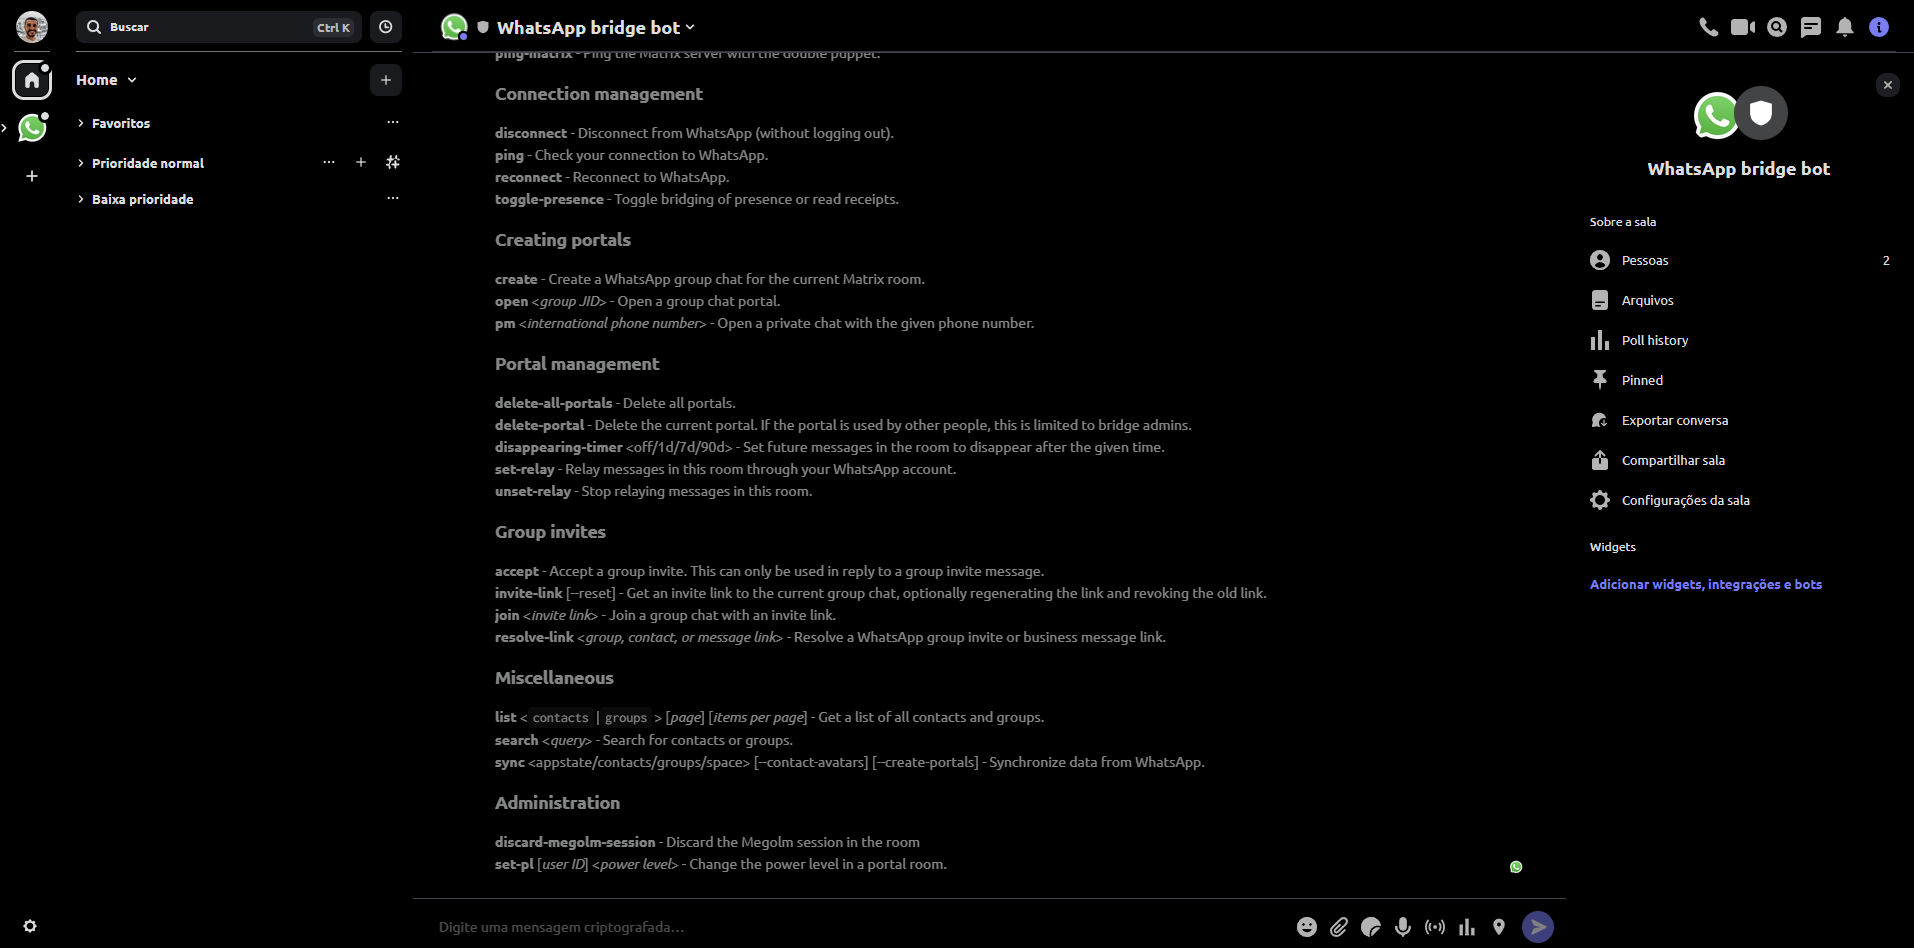 Buscar
Ctrl K
WhatsApp bridge bot
Home
Favoritos
Prioridade normal
Baixa prioridade
ping-matrix - Ping the Matrix server with the double puppet.
Connection management
disconnect - Disconnect from WhatsApp (without logging out).
ping - Check your connection to WhatsApp.
reconnect - Reconnect to WhatsApp.
toggle-presence - Toggle bridging of presence or read receipts.
Creating portals
create - Create a WhatsApp group chat for the current Matrix room.
open <group JID> - Open a group chat portal.
pm <international phone number> - Open a private chat with the given phone number.
Portal management
delete-all-portals - Delete all portals.
delete-portal - Delete the current portal. If the portal is used by other people, this is limited to bridge admins.
disappearing-timer <off/1d/7d/90d> - Set future messages in the room to disappear after the given time.
set-relay - Relay messages in this room through your WhatsApp account.
unset-relay - Stop relaying messages in this room.
Group invites
accept - Accept a group invite. This can only be used in reply to a group invite message.
invite-link [--reset] - Get an invite link to the current group chat, optionally regenerating the link and revoking the old link.
join <invite link> - Join a group chat with an invite link.
resolve-link <group, contact, or message link> - Resolve a WhatsApp group invite or business message link.
Miscellaneous
list < contacts | groups > [page] [items per page] - Get a list of all contacts and groups.
search <query> - Search for contacts or groups.
sync <appstate/contacts/groups/space> [--contact-avatars] [--create-portals] - Synchronize data from WhatsApp.
Administration
discard-megolm-session - Discard the Megolm session in the room
set-pl [user ID] <power level> - Change the power level in a portal room.
Digite uma mensagem criptografada…
WhatsApp bridge bot
Sobre a sala
Pessoas 2
Arquivos
Poll history
Pinned
Exportar conversa
Compartilhar sala
Configurações da sala
Widgets
Adicionar widgets, integrações e bots